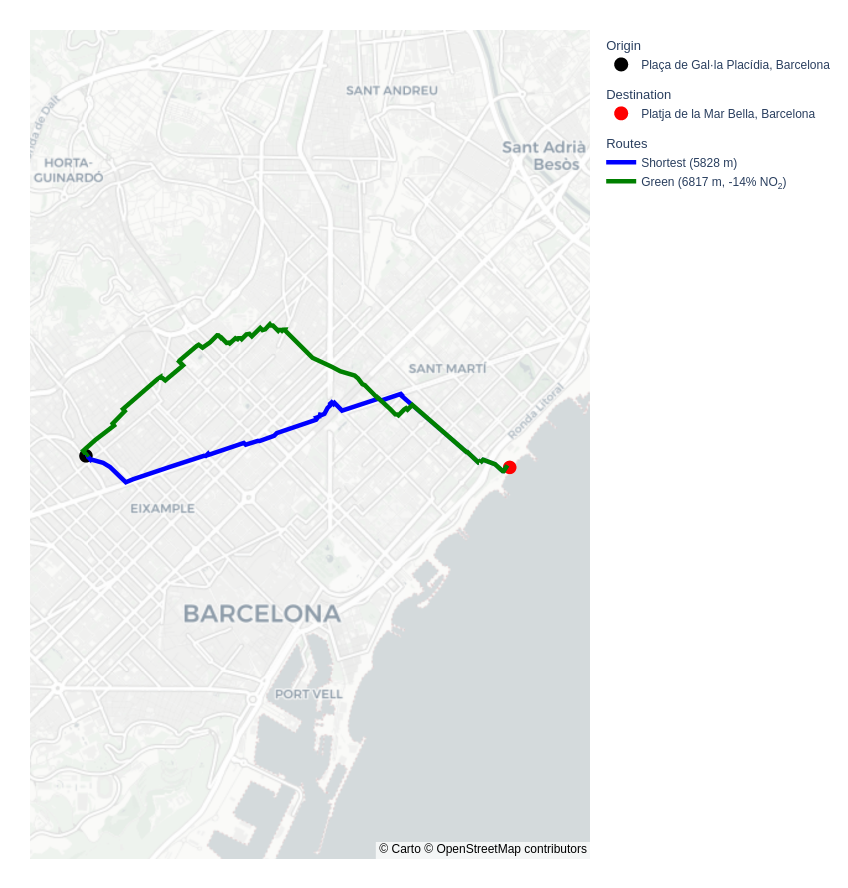 SANT ANDREU
Sant Adrià
Besòs
HORTA-
GUINARDÓ
nda de Dalt
SANT MARTÍ
Ronda Litoral
EIXAMPLE
BARCELONA
PORT VELL
© Carto © OpenStreetMap contributors
Origin
Plaça de Gal·la Placídia, Barcelona
Destination
Platja de la Mar Bella, Barcelona
Routes
Shortest (5828 m)
Green (6817 m, -14% NO₂)